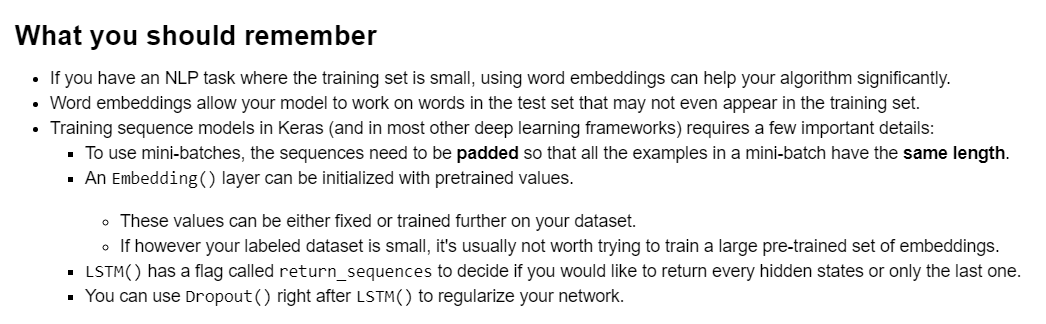 What you should remember
• If you have an NLP task where the training set is small, using word embeddings can help your algorithm significantly.
• Word embeddings allow your model to work on words in the test set that may not even appear in the training set.
• Training sequence models in Keras (and in most other deep learning frameworks) requires a few important details:
▪ To use mini-batches, the sequences need to be padded so that all the examples in a mini-batch have the same length.
▪ An Embedding() layer can be initialized with pretrained values.
◦ These values can be either fixed or trained further on your dataset.
◦ If however your labeled dataset is small, it's usually not worth trying to train a large pre-trained set of embeddings.
▪ LSTM() has a flag called return_sequences to decide if you would like to return every hidden states or only the last one.
▪ You can use Dropout() right after LSTM() to regularize your network.